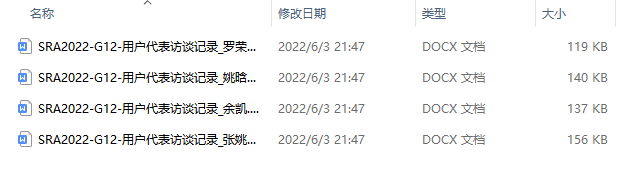 名称 修改日期 类型 大小
SRA2022-G12-用户代表访谈记录_罗荣... 2022/6/3 21:47 DOCX 文档 119 KB
SRA2022-G12-用户代表访谈记录_姚晗... 2022/6/3 21:47 DOCX 文档 140 KB
SRA2022-G12-用户代表访谈记录_余凯.... 2022/6/3 21:47 DOCX 文档 137 KB
SRA2022-G12-用户代表访谈记录_张姚... 2022/6/3 21:47 DOCX 文档 156 KB